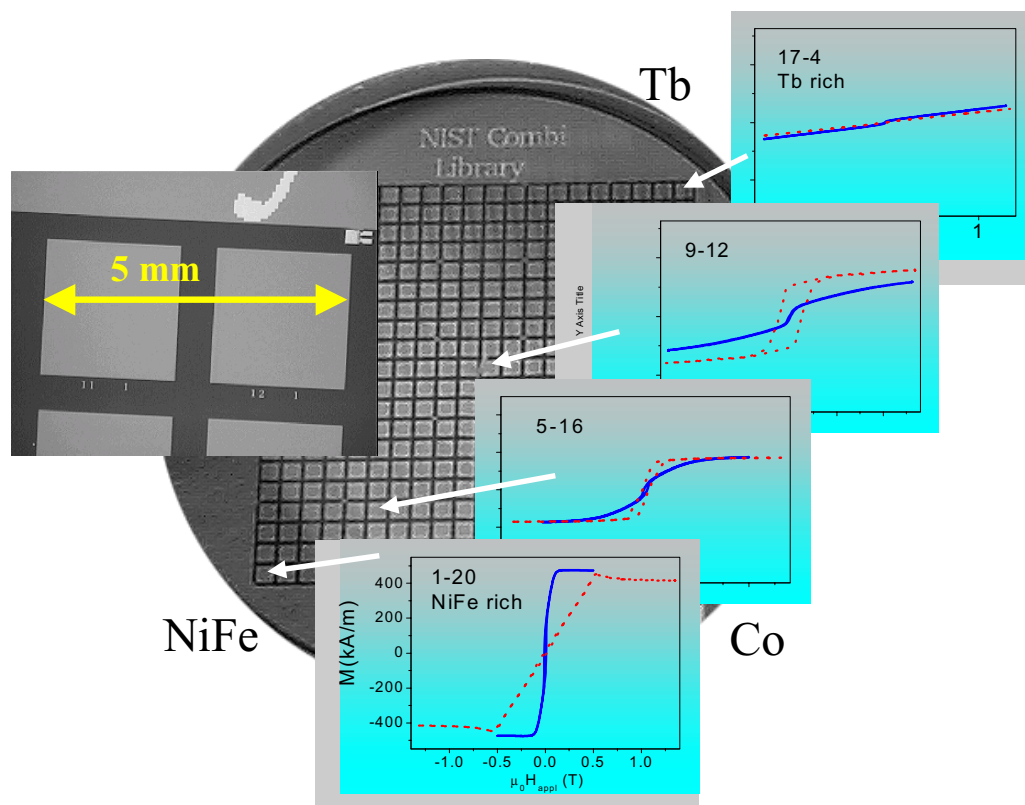 Tb
NIST Combi
Library
17-4
Tb rich
1
5 mm
11 1
12 1
9-12
Y Axis Title
5-16
1-20
NiFe rich
M(kA/m)
400
200
0
-200
-400
-1.0 -0.5 0.0 0.5 1.0
μ0Happl (T)
NiFe
Co